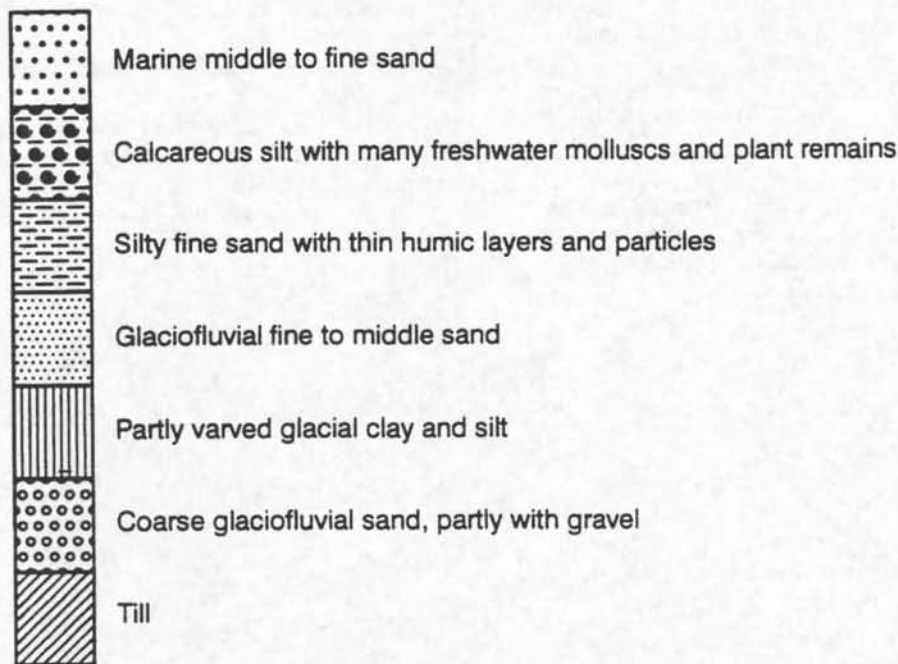 Marine middle to fine sand
Calcareous silt with many freshwater molluscs and plant remains
Silty fine sand with thin humic layers and particles
Glaciofluvial fine to middle sand
Partly varved glacial clay and silt
Coarse glaciofluvial sand, partly with gravel
Till